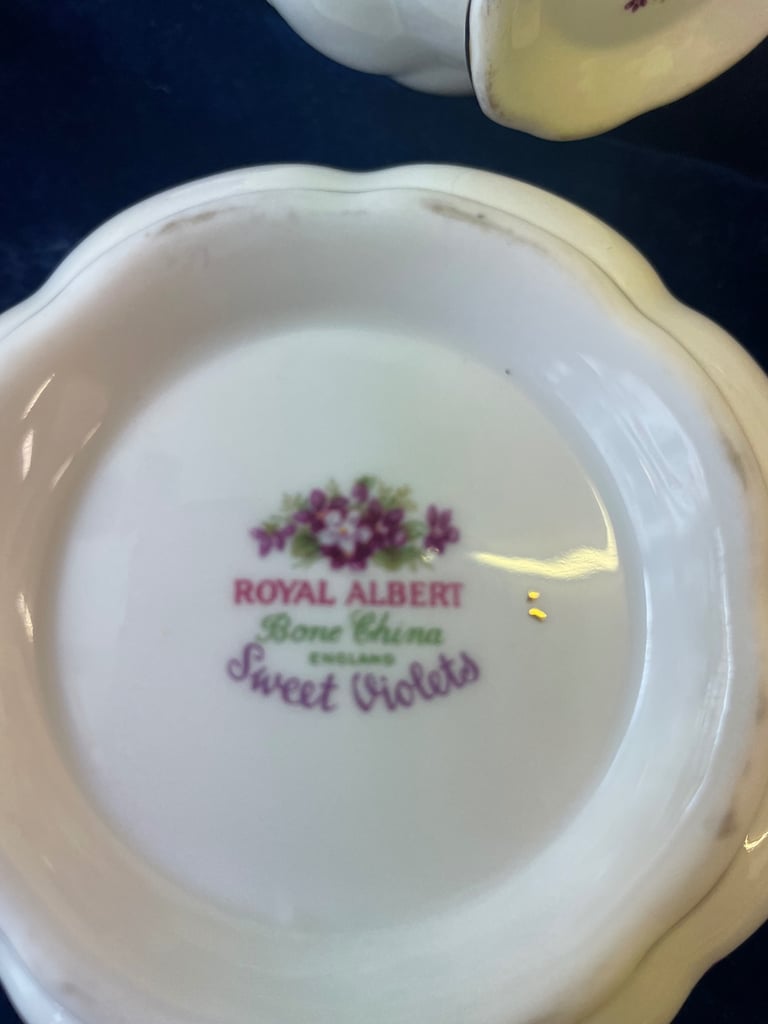 ROYAL ALBERT
Bone China
ENGLAND
Sweet Violets